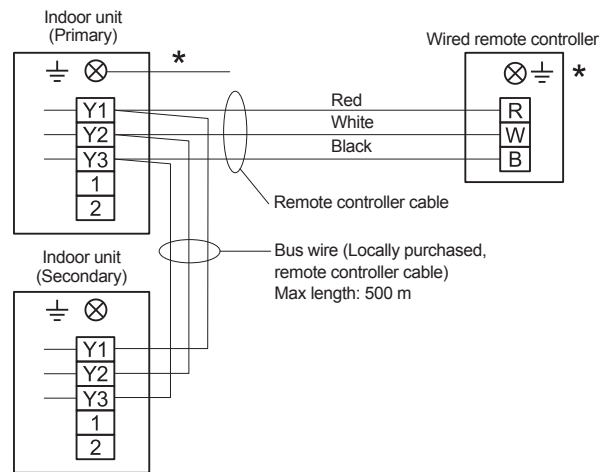 Indoor unit
(Primary)
*
Y1
Y2
Y3
1
2
Wired remote controller
*
R
W
B
Red
White
Black
Remote controller cable
Bus wire (Locally purchased,
remote controller cable)
Max length: 500 m
Indoor unit
(Secondary)
Y1
Y2
Y3
1
2